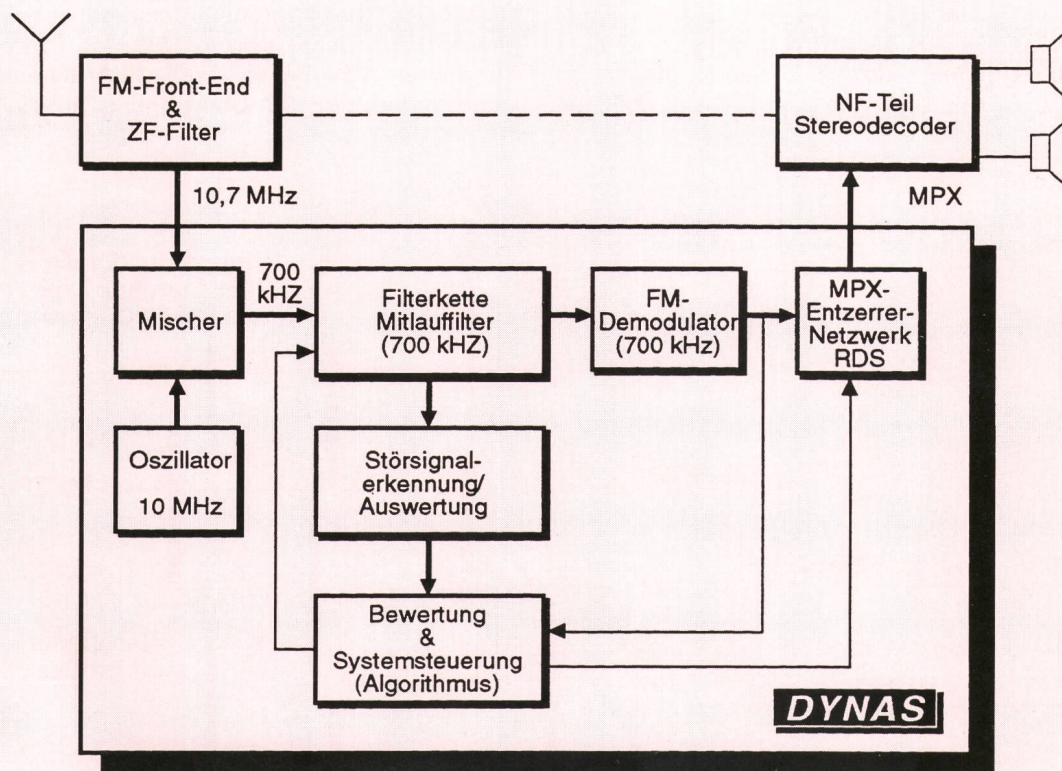 FM-Front-End
&
ZF-Filter
NF-Teil
Stereodecoder
10,7 MHz
MPX
Mischer
700
kHZ
Filterkette
Mitlauffilter
(700 kHZ)
FM-
Demodulator
(700 kHz)
MPX-
Entzerrer-
Netzwerk
RDS
Oszillator
10 MHz
Störsignal-
erkennung/
Auswertung
Bewertung
&
Systemsteuerung
(Algorithmus)
DYNAS